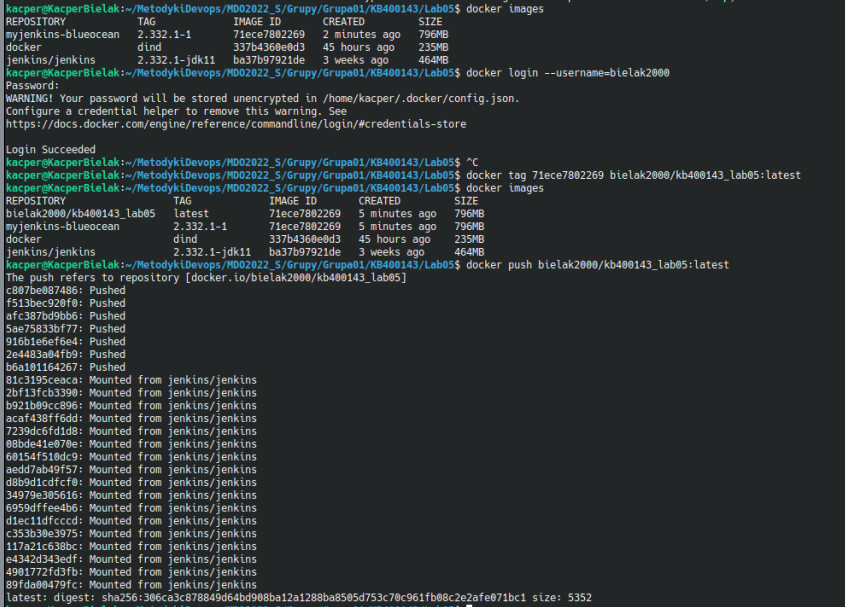 kacper@KacperBielak:~/MetodykiDevops/MDO2022_S/Grupy/Grupa01/KB400143/Lab05$ docker images
REPOSITORY TAG IMAGE ID CREATED SIZE
myjenkins-blueocean 2.332.1-1 71ece7802269 2 minutes ago 796MB
docker dind 337b4360e0d3 45 hours ago 235MB
jenkins/jenkins 2.332.1-jdk11 ba37b97921de 3 weeks ago 464MB
kacper@KacperBielak:~/MetodykiDevops/MDO2022_S/Grupy/Grupa01/KB400143/Lab05$ docker login --username=bielak2000
Password:
WARNING! Your password will be stored unencrypted in /home/kacper/.docker/config.json.
Configure a credential helper to remove this warning. See
https://docs.docker.com/engine/reference/commandline/login/#credentials-store
Login Succeeded
kacper@KacperBielak:~/MetodykiDevops/MDO2022_S/Grupy/Grupa01/KB400143/Lab05$ ^C
kacper@KacperBielak:~/MetodykiDevops/MDO2022_S/Grupy/Grupa01/KB400143/Lab05$ docker tag 71ece7802269 bielak2000/kb400143_lab05:latest
kacper@KacperBielak:~/MetodykiDevops/MDO2022_S/Grupy/Grupa01/KB400143/Lab05$ docker images
REPOSITORY TAG IMAGE ID CREATED SIZE
bielak2000/kb400143_lab05 latest 71ece7802269 5 minutes ago 796MB
myjenkins-blueocean 2.332.1-1 71ece7802269 5 minutes ago 796MB
docker dind 337b4360e0d3 45 hours ago 235MB
jenkins/jenkins 2.332.1-jdk11 ba37b97921de 3 weeks ago 464MB
kacper@KacperBielak:~/MetodykiDevops/MDO2022_S/Grupy/Grupa01/KB400143/Lab05$ docker push bielak2000/kb400143_lab05:latest
The push refers to repository [docker.io/bielak2000/kb400143_lab05]
c807be087486: Pushed
f513bec920f0: Pushed
afc387bd9bb6: Pushed
5ae75833bf77: Pushed
916b1e6ef6e4: Pushed
2e4483a04fb9: Pushed
b6a101164267: Pushed
81c3195ceaca: Mounted from jenkins/jenkins
2bf13fcb3390: Mounted from jenkins/jenkins
b921b09cc896: Mounted from jenkins/jenkins
acaf438ff6dd: Mounted from jenkins/jenkins
7239dc6fd1d8: Mounted from jenkins/jenkins
08bde41e070e: Mounted from jenkins/jenkins
60154f510dc9: Mounted from jenkins/jenkins
aedd7ab49f57: Mounted from jenkins/jenkins
d8b9d1cdfcf0: Mounted from jenkins/jenkins
34979e305616: Mounted from jenkins/jenkins
6959dffee4b6: Mounted from jenkins/jenkins
d1ec11dfcccd: Mounted from jenkins/jenkins
c353b30e3975: Mounted from jenkins/jenkins
117a21c638bc: Mounted from jenkins/jenkins
e4342d343edf: Mounted from jenkins/jenkins
4901772fd3fb: Mounted from jenkins/jenkins
89fda00479fc: Mounted from jenkins/jenkins
latest: digest: sha256:306ca3c878849d64bd908ba12a1288ba8505d753c70c961fb08c2e2afe071bc1 size: 5352